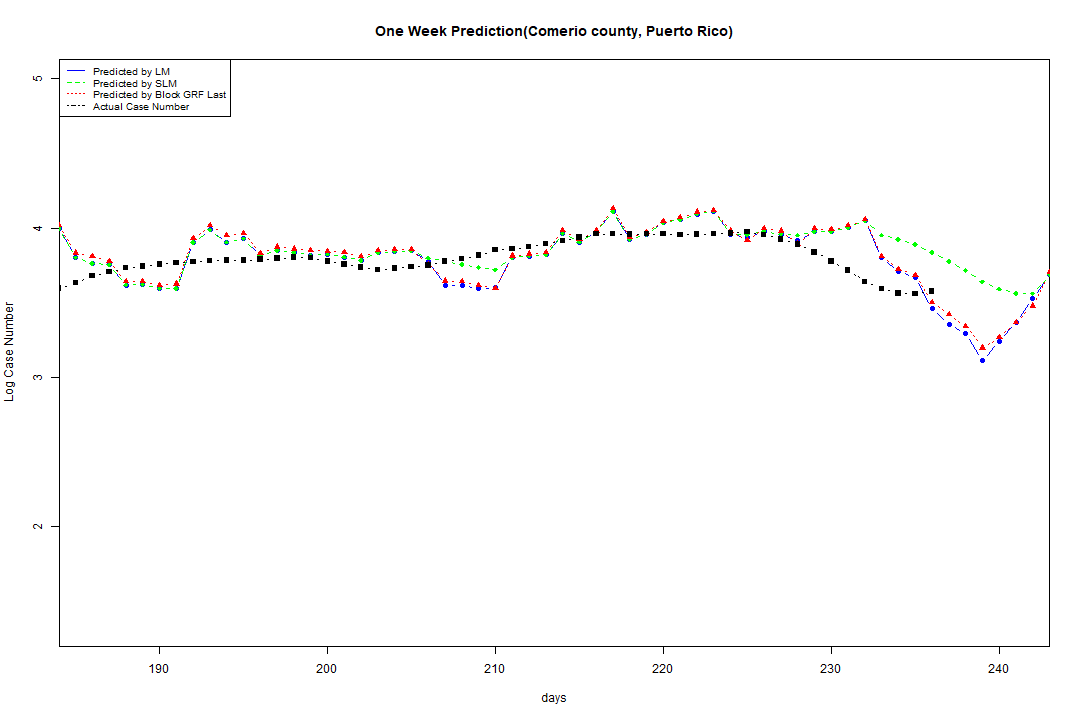 One Week Prediction(Comerio county, Puerto Rico)
Predicted by LM
Predicted by SLM
Predicted by Block GRF Last
Actual Case Number
5
4
3
2
Log Case Number
190 200 210 220 230 240
days